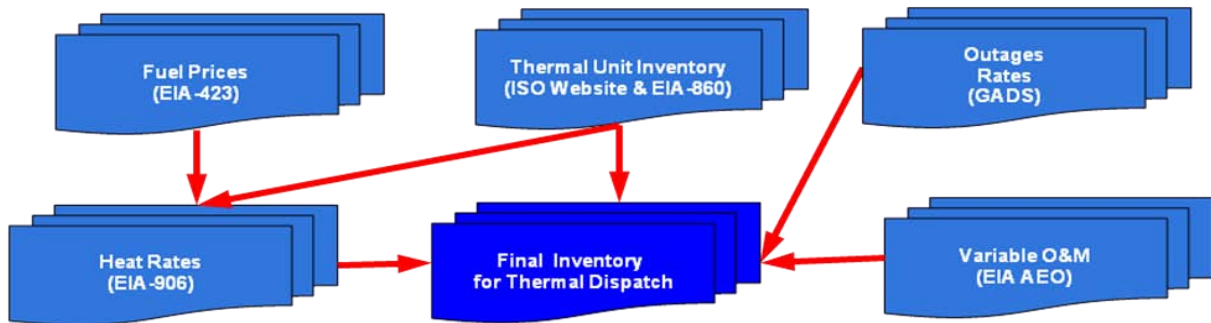 Fuel Prices
(EIA-423)
Thermal Unit Inventory
(ISO Website & EIA-860)
Outages
Rates
(GADS)
Heat Rates
(EIA-906)
Final Inventory
for Thermal Dispatch
Variable O&M
(EIA AEO)